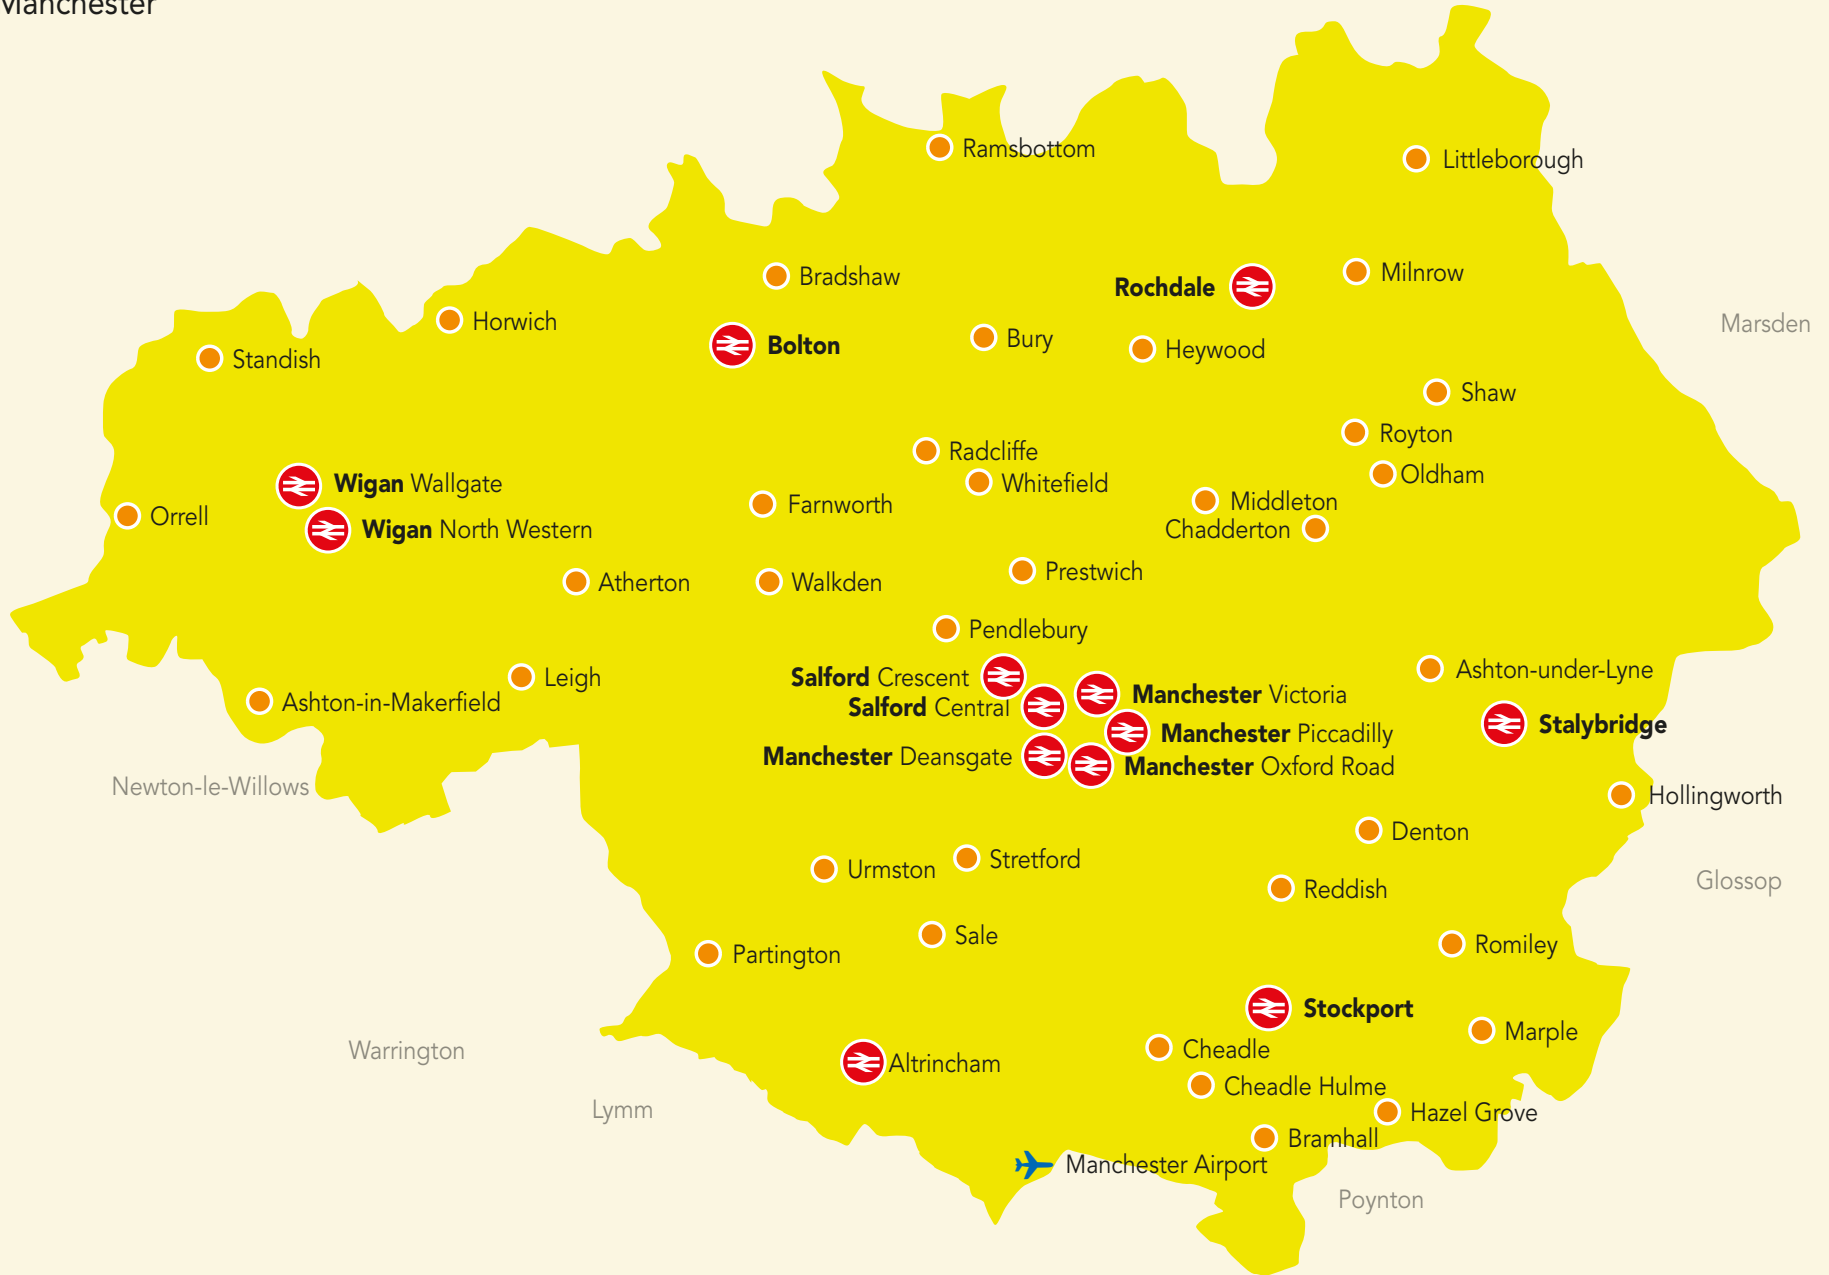 Manchester
Ramsbottom
Littleborough
Bradshaw
Rochdale
Milnrow
Horwich
Marsden
Bolton
Bury
Heywood
Standish
Shaw
Royton
Radcliffe
Oldham
Wigan Wallgate
Whitefield
Farnworth
Middleton
Orrell
Wigan North Western
Chadderton
Atherton
Walkden
Prestwich
Pendlebury
Ashton-under-Lyne
Leigh
Salford Crescent
Ashton-in-Makerfield
Manchester Victoria
Salford Central
Stalybridge
Manchester Piccadilly
Manchester Deansgate
Manchester Oxford Road
Newton-le-Willows
Hollingworth
Denton
Stretford
Urmston
Glossop
Reddish
Sale
Romiley
Partington
Stockport
Marple
Warrington
Cheadle
Altrincham
Cheadle Hulme
Lymm
Hazel Grove
Bramhall
Manchester Airport
Poynton